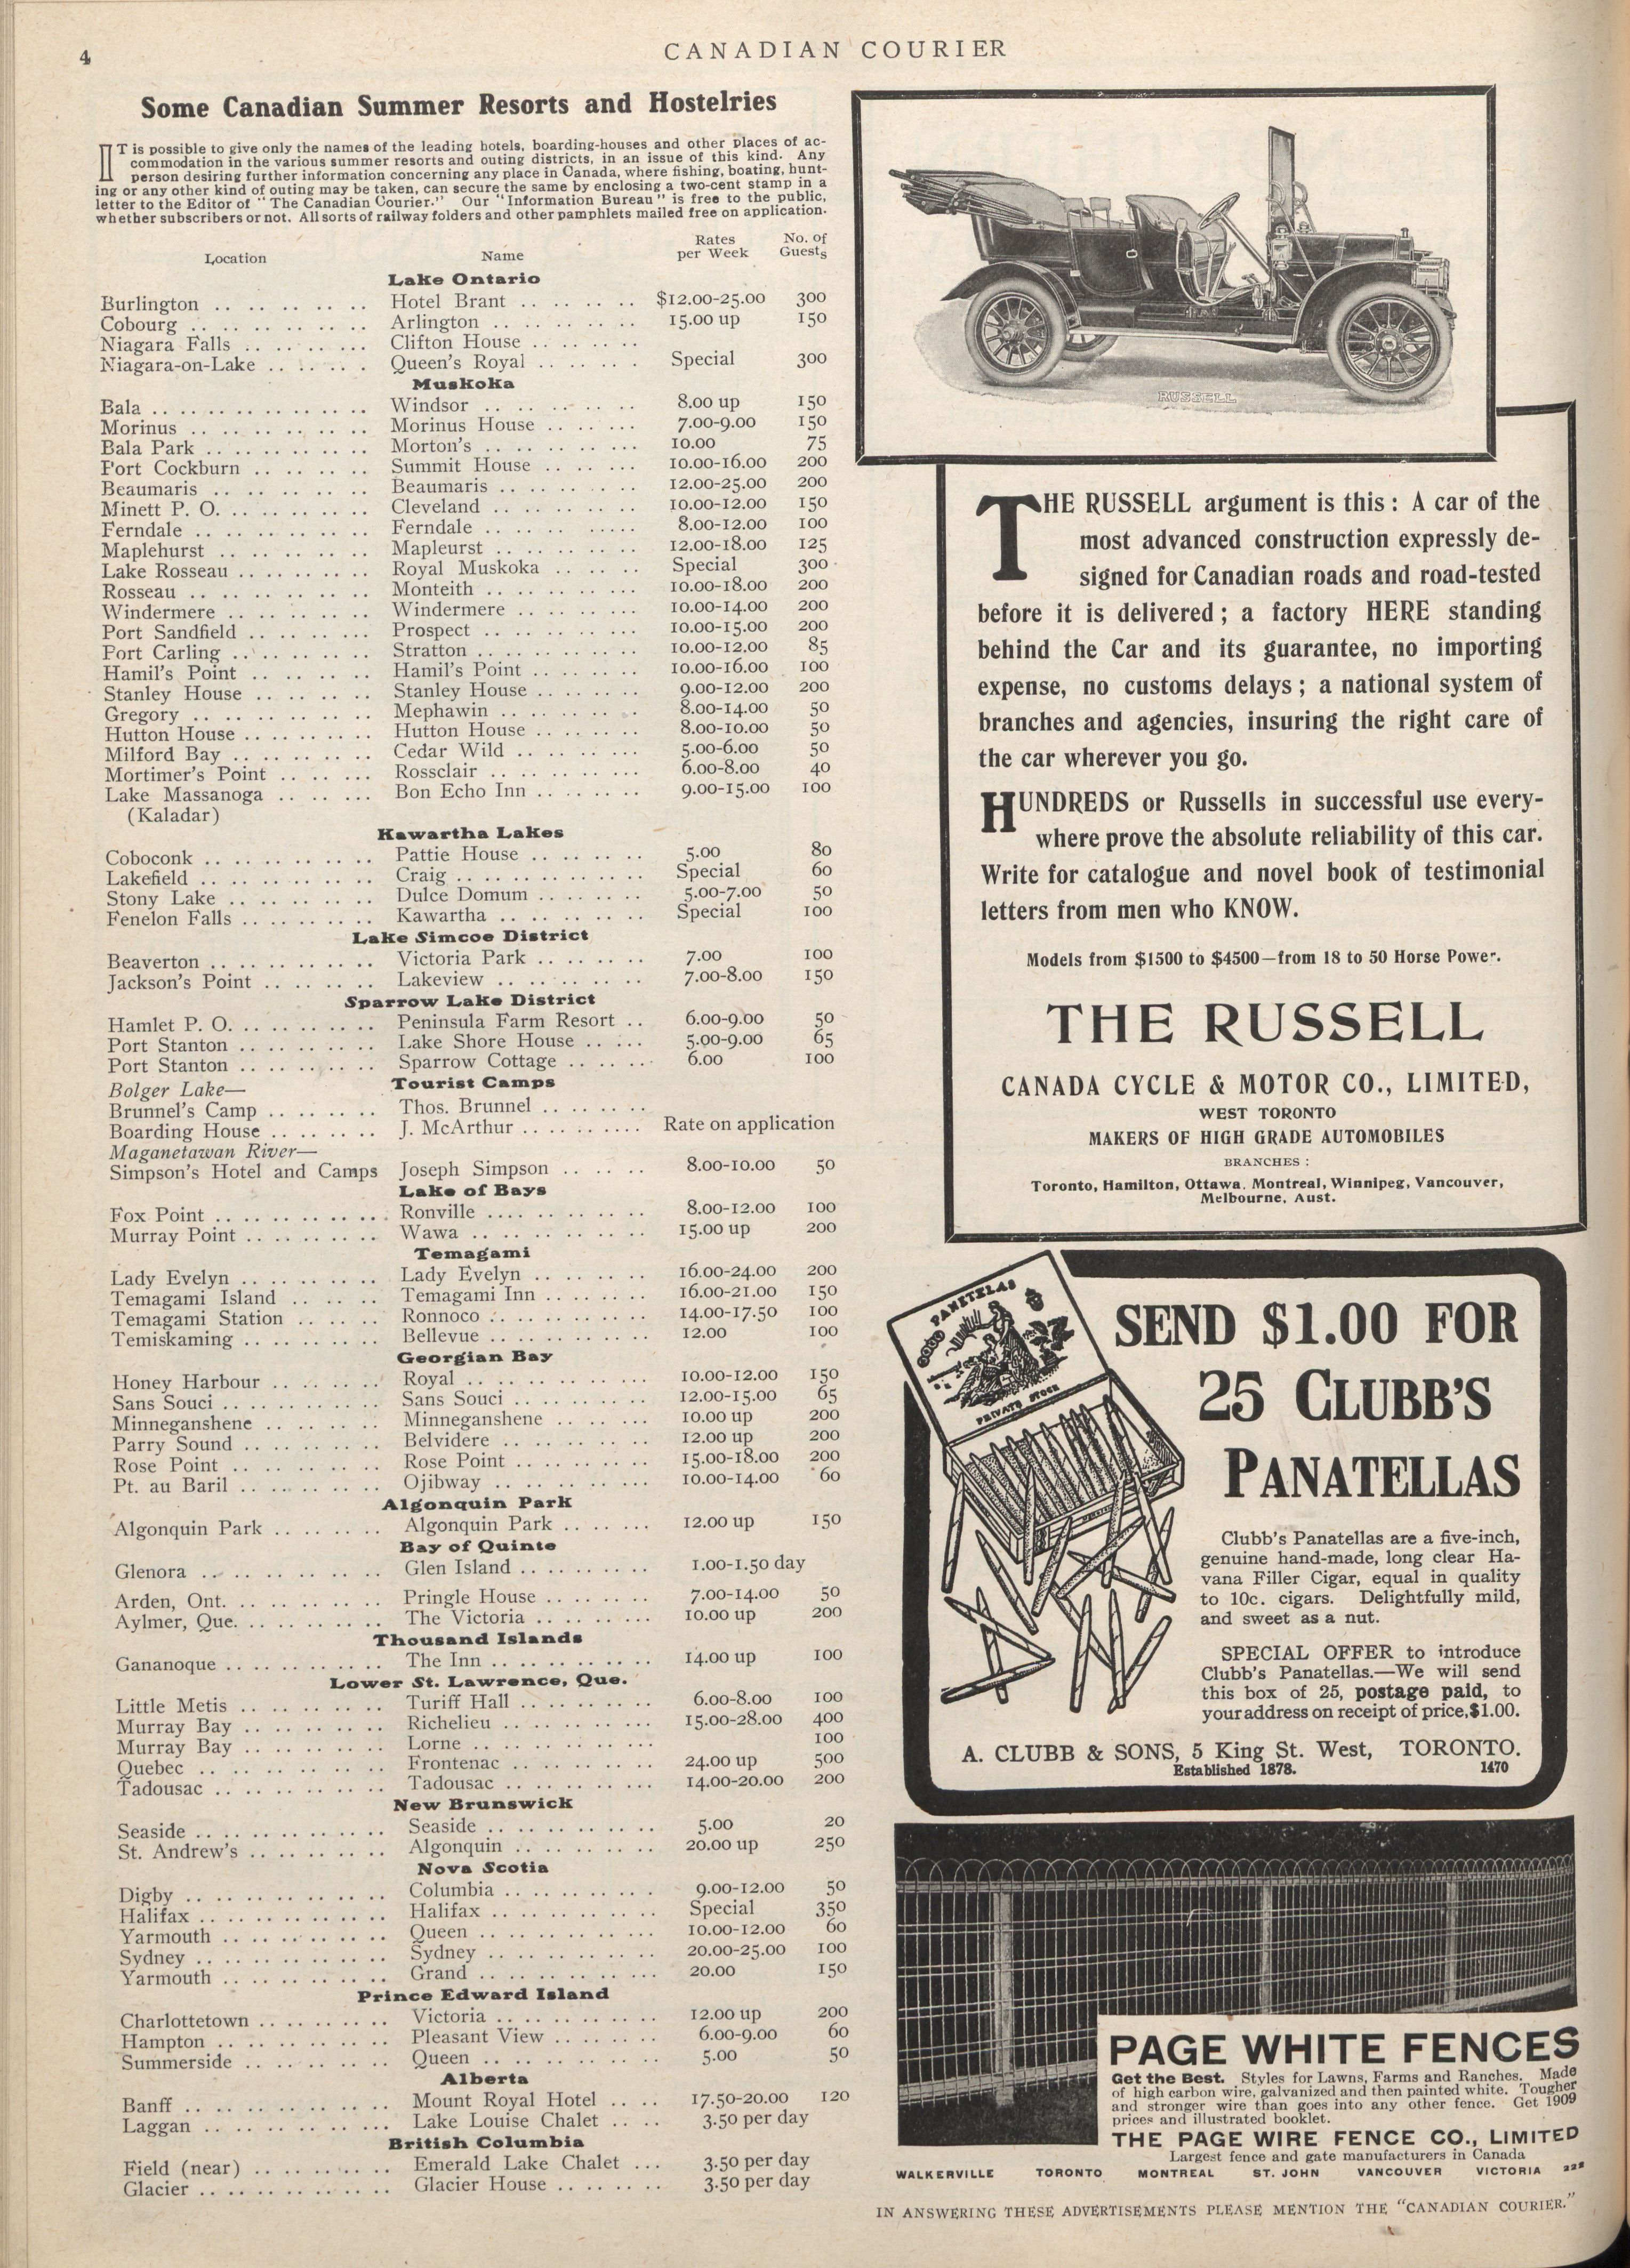 4
CANADIAN COURIER
Some Canadian Summer Resorts and Hostelries
IT is possible to give only the names of the leading hotels, boarding-houses and other places of ac-
commodation in the various summer resorts and outing districts, in an issue of this kind. Any
person desiring further information concerning any place in Canada, where fishing, boating, hunt-
ing or any other kind of outing may be taken, can secure the same by enclosing a two-cent stamp in a
letter to the Editor of "The Canadian Courier." Our "Information Bureau" is free to the public,
whether subscribers or not. All sorts of railway folders and other pamphlets mailed free on application.
Location Name Rates per Week No. of Guests
Lake Ontario
Burlington .. .. .. .. .. Hotel Brant .. .. .. .. $12.00-25.00 300
Cobourg .. .. .. .. .. Arlington .. .. .. .. 15.00 up 150
Niagara Falls .. .. .. ... Clifton House .. .. .. ..
Niagara-on-Lake .. .. .. . Queen's Royal .. .. .. . Special 300
Muskoka
Bala .. .. .. .. .. .. Windsor .. .. .. .. 8.00 up 150
Morinus .. .. .. .. .. Morinus House .. .. ... 7.00-9.00 150
Bala Park .. .. .. .. .. Morton's .. .. .. ... 10.00 75
Fort Cockburn .. .. .. .. Summit House .. .. ... 10.00-16.00 200
Beaumaris .. .. .. .. .. Beaumaris .. .. .. .. 12.00-25.00 200
Minett P. O. .. .. .. .. Cleveland .. .. .. ... 10.00-12.00 150
Ferndale .. .. .. .. .. Ferndale .. .. ..... 8.00-12.00 100
Maplehurst .. .. .. .. .. Mapleurst .. .. .. .. 12.00-18.00 125
Lake Rosseau .. .. .. .. Royal Muskoka .. .. .. Special 300
Rosseau .. .. .. .. .. Monteith .. .. .. .. 10.00-18.00 200
Windermere .. .. .. .. Windermere .. .. .. .. 10.00-14.00 200
Port Sandfield .. .. .. ... Prospect .. .. .. ... 10.00-15.00 200
Port Carling .. .. .. .. Stratton .. .. .. .. 10.00-12.00 85
Hamil's Point .. .. .. .. Hamil's Point .. .. .. .. 10.00-16.00 100
Stanley House .. .. .. .. Stanley House .. .. .. .. 9.00-12.00 200
Gregory .. .. .. .. .. Mephawin .. .. .. .. 8.00-14.00 50
Hutton House .. .. .. .. Hutton House .. .. .. .. 8.00-10.00 50
Milford Bay .. .. .. ... Cedar Wild .. .. .. .. 5.00-6.00 50
Mortimer's Point .. .. ... Rossclair .. .. .. ... 6.00-8.00 40
Lake Massanoga .. .. ... Bon Echo Inn .. .. .. .. 9.00-15.00 100
(Kaladar)
Kawartha Lakes
Coboconk .. .. .. .. .. Pattie House .. .. .. .. 5.00 80
Lakefield .. .. .. .. .. Craig .. .. .. .. .. Special 60
Stony Lake .. .. .. .. Dulce Domum .. .. .. .. 5.00-7.00 50
Fenelon Falls .. .. .. .. Kawartha .. .. .. .. Special 100
Lake Simcoe District
Beaverton .. .. .. .. .. Victoria Park .. .. .. .. 7.00 100
Jackson's Point .. .. .. .. Lakeview .. .. .. .. 7.00-8.00 150
Sparrow Lake District
Hamlet P. O. .. .. .. .. Peninsula Farm Resort .. 6.00-9.00 50
Port Stanton .. .. .. .. Lake Shore House .. ... 5.00-9.00 65
Port Stanton .. .. .. .. Sparrow Cottage .. .. .. 6.00 100
Tourist Camps
Bolger Lake—
Brunnel's Camp .. .. .. .. Thos. Brunnel .. .. .. ..
Boarding House .. .. .. .. J. McArthur .. .. .. .. Rate on application
Maganetawan River—
Simpson's Hotel and Camps Joseph Simpson .. .. .. 8.00-10.00 50
Lake of Bays
Fox Point .. .. .. .. .. Ronville .... .. .. .. 8.00-12.00 100
Murray Point .. .. .. .. Wawa .. .. .. .. .. 15.00 up 200
Temagami
Lady Evelyn .. .. .. .. Lady Evelyn .. .. .. .. 16.00-24.00 200
Temagami Island .. .. .. Temagami Inn .. .. .. .. 16.00-21.00 150
Temagami Station .. .. .. Ronnoco .. .. .. .. 14.00-17.50 100
Temiskaming .. .. .. .. Bellevue .. .. .. .. 12.00 100
Georgian Bay
Honey Harbour .. .. .. .. Royal .. .. .. .. .. 10.00-12.00 150
Sans Souci .. .. .. .. .. Sans Souci .. .. .. .. 12.00-15.00 65
Minneganshene .. .. .. .. Minneganshene .. .. ... 10.00 up 200
Parry Sound .. .. .. .. Belvidere .. .. .. .. 12.00 up 200
Rose Point .. .. .. .. Rose Point .. .. .. .. 15.00-18.00 200
Pt. au Baril .. .. .. .. Ojibway .. .. .. ... 10.00-14.00 60
Algonquin Park
Algonquin Park .. .. .. .. Algonquin Park .. .. ... 12.00 up 150
Bay of Quinte
Glenora .. .. .. .. .. Glen Island .. .. .. .. 1.00-1.50 day
Arden, Ont. .. .. .. .. Pringle House .. .. .. .. 7.00-14.00 50
Aylmer, Que. .. .. .. .. The Victoria .. .. .. ... 10.00 up 200
Thousand Islands
Gananoque .. .. .. .. .. The Inn .. .. .. .. .. 14.00 up 100
Lower St. Lawrence, Que.
Little Metis .. .. .. .. Turiff Hall .. .. .. .. 6.00-8.00 100
Murray Bay .. .. .. .. Richelieu .. .. .. ... 15.00-28.00 400
Murray Bay .. .. .. .. Lorne .. .. .. .. .. 100
Quebec .. .. .. .. .. Frontenac .. .. .. .. 24.00 up 500
Tadousac .. .. .. .. .. Tadousac .. .. .. .. 14.00-20.00 200
New Brunswick
Seaside .. .. .. .. .. Seaside .. .. .. .. 5.00 20
St. Andrew's .. .. .. .. Algonquin .. .. .. .. 20.00 up 250
Nova Scotia
Digby .. .. .. .. .. Columbia .. .. .. .. 9.00-12.00 50
Halifax .. .. .. .. .. Halifax .. .. .. .. Special 350
Yarmouth .. .. .. .. .. Queen .. .. .. .. .. 10.00-12.00 60
Sydney .. .. .. .. .. Sydney .. .. .. .. 20.00-25.00 100
Yarmouth .. .. .. .. .. Grand .. .. .. .. ... 20.00 150
Prince Edward Island
Charlottetown .. .. .. .. Victoria .. .. .. .. 12.00 up 200
Hampton .. .. .. .. .. Pleasant View .. .. .. .. 6.00-9.00 60
Summerside .. .. .. .. Queen .. .. .. .. .. 5.00 50
Alberta
Banff .. .. .. .. .. Mount Royal Hotel .. .. 17.50-20.00 120
Laggan .. .. .. .. .. Lake Louise Chalet .. .. 3.50 per day
British Columbia
Field (near) .. .. .. .. Emerald Lake Chalet ... 3.50 per day
Glacier .. .. .. .. .. Glacier House .. .. .. .. 3.50 per day
RUSSELL
THE RUSSELL argument is this: A car of the
most advanced construction expressly de-
signed for Canadian roads and road-tested
before it is delivered; a factory HERE standing
behind the Car and its guarantee, no importing
expense, no customs delays; a national system of
branches and agencies, insuring the right care of
the car wherever you go.
HUNDREDS or Russells in successful use every-
where prove the absolute reliability of this car.
Write for catalogue and novel book of testimonial
letters from men who KNOW.
Models from $1500 to $4500—from 18 to 50 Horse Power.
THE RUSSELL
CANADA CYCLE & MOTOR CO., LIMITED,
WEST TORONTO
MAKERS OF HIGH GRADE AUTOMOBILES
BRANCHES:
Toronto, Hamilton, Ottawa. Montreal, Winnipeg, Vancouver,
Melbourne, Aust.
PANETELAS
PRIVATE STOCK
SEND $1.00 FOR
25 CLUBB'S
PANATELLAS
Clubb's Panatellas are a five-inch,
genuine hand-made, long clear Ha-
vana Filler Cigar, equal in quality
to 10c. cigars. Delightfully mild,
and sweet as a nut.
SPECIAL OFFER to introduce
Clubb's Panatellas.—We will send
this box of 25, postage paid, to
your address on receipt of price, $1.00.
A. CLUBB & SONS, 5 King St. West, TORONTO.
Established 1878. 1470
PAGE WHITE FENCES
Get the Best. Styles for Lawns, Farms and Ranches. Made
of high carbon wire, galvanized and then painted white. Tougher
and stronger wire than goes into any other fence. Get 1909
prices and illustrated booklet.
THE PAGE WIRE FENCE CO., LIMITED
Largest fence and gate manufacturers in Canada
WALKERVILLE TORONTO MONTREAL ST. JOHN VANCOUVER VICTORIA
IN ANSWERING THESE ADVERTISEMENTS PLEASE MENTION THE "CANADIAN COURIER."